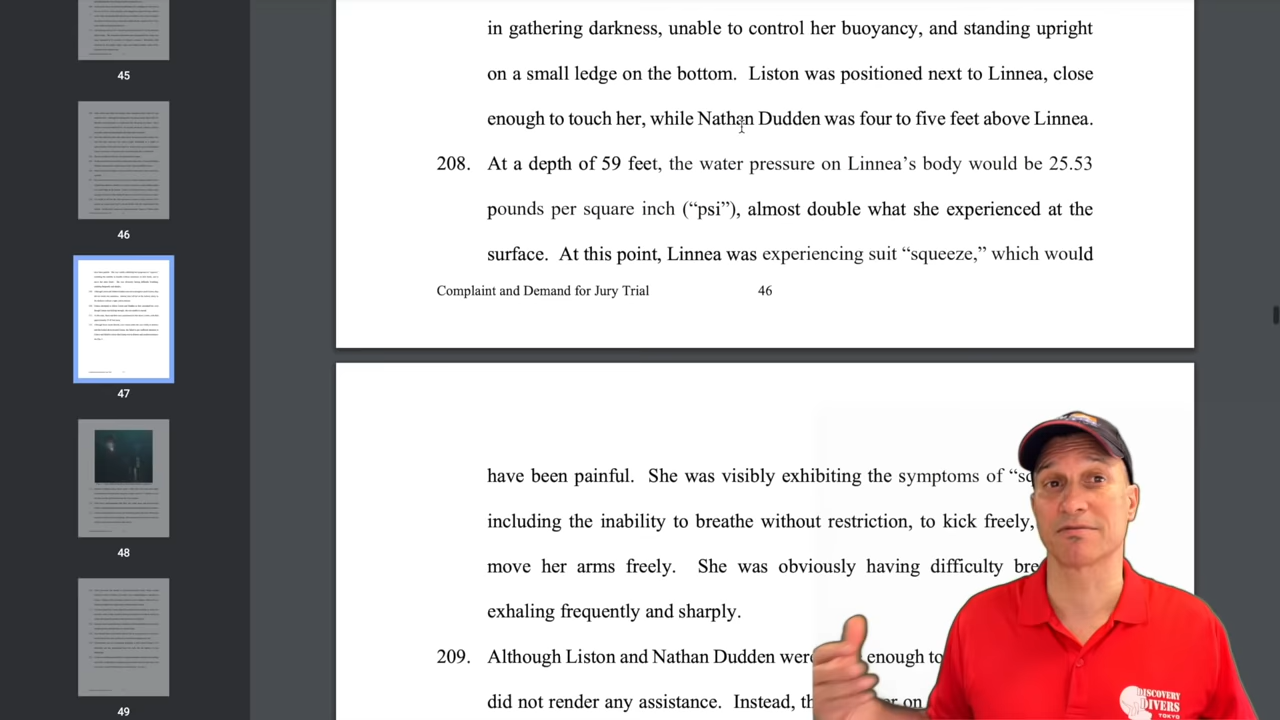 in gathering darkness, unable to control her buoyancy, and standing upright
on a small ledge on the bottom. Liston was positioned next to Linnea, close
enough to touch her, while Nathan Dudden was four to five feet above Linnea.
208. At a depth of 59 feet, the water pressure on Linnea’s body would be 25.53
pounds per square inch (“psi”), almost double what she experienced at the
surface. At this point, Linnea was experiencing suit “squeeze,” which would
Complaint and Demand for Jury Trial 46
have been painful. She was visibly exhibiting the symptoms of
including the inability to breathe without restriction, to kick freely,
move her arms freely. She was obviously having difficulty
exhaling frequently and sharply.
209. Although Liston and Nathan Dudden enough to
did not render any assistance. Instead, on
45
46
47
48
49
DISCOVERY
DIVERS
TOKYO